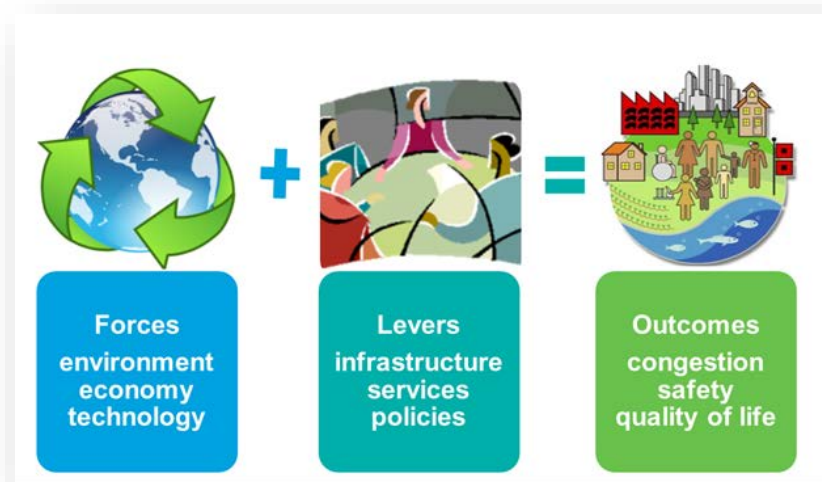 +
=
Forces
environment
economy
technology
Levers
infrastructure
services
policies
Outcomes
congestion
safety
quality of life